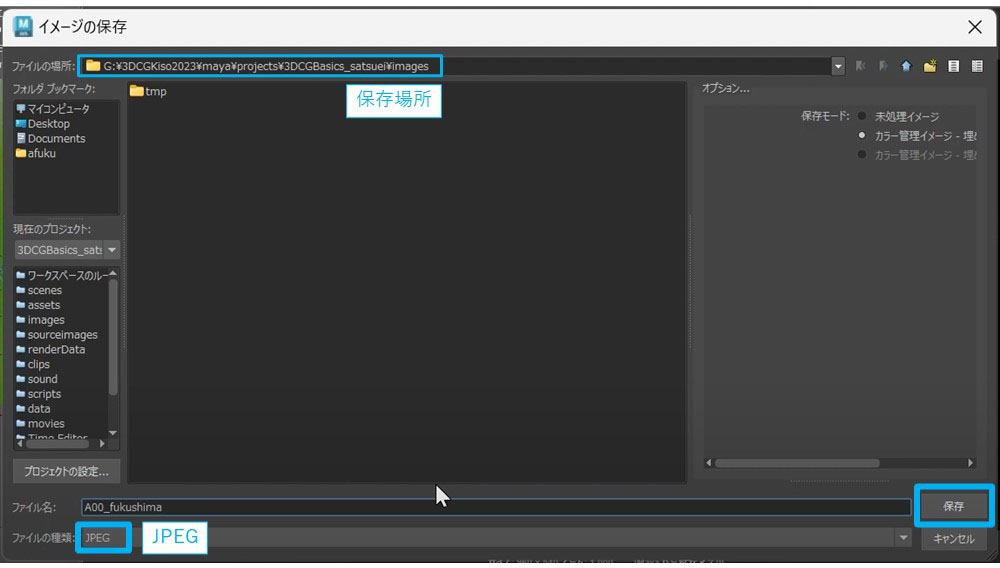 イメージの保存
ファイルの場所:
G:¥3DCGKiso2023¥maya¥projects¥3DCGBasics_satsuei¥images
保存場所
フォルダ ブックマーク:
マイコンピュータ
Desktop
Documents
afuku
tmp
オプション...
保存モード:
未処理イメージ
カラー管理イメージ - 埋め
カラー管理イメージ - 埋め
現在のプロジェクト:
3DCGBasics_sats
ワークスペースのルー
scenes
assets
images
sourceimages
renderData
clips
sound
scripts
data
movies
Time Editor
プロジェクトの設定...
ファイル名:
A00_fukushima
保存
ファイルの種類:
JPEG
JPEG
キャンセル